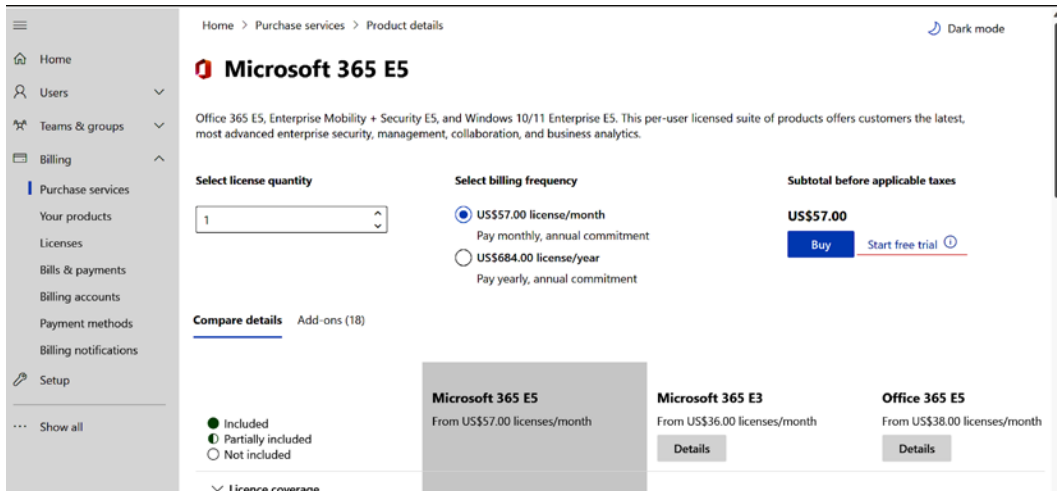 Home > Purchase services > Product details
Dark mode
Home
Users
Teams & groups
Billing
Purchase services
Your products
Licenses
Bills & payments
Billing accounts
Payment methods
Billing notifications
Setup
Show all
Microsoft 365 E5
Office 365 E5, Enterprise Mobility + Security E5, and Windows 10/11 Enterprise E5. This per-user licensed suite of products offers customers the latest,
most advanced enterprise security, management, collaboration, and business analytics.
Select license quantity
1
Select billing frequency
US$57.00 license/month
Pay monthly, annual commitment
US$684.00 license/year
Pay yearly, annual commitment
Subtotal before applicable taxes
US$57.00
Buy
Start free trial
Compare details
Add-ons (18)
Included
Partially included
Not included
Microsoft 365 E5
From US$57.00 licenses/month
Microsoft 365 E3
From US$36.00 licenses/month
Details
Office 365 E5
From US$38.00 licenses/month
Details
Licence coverage